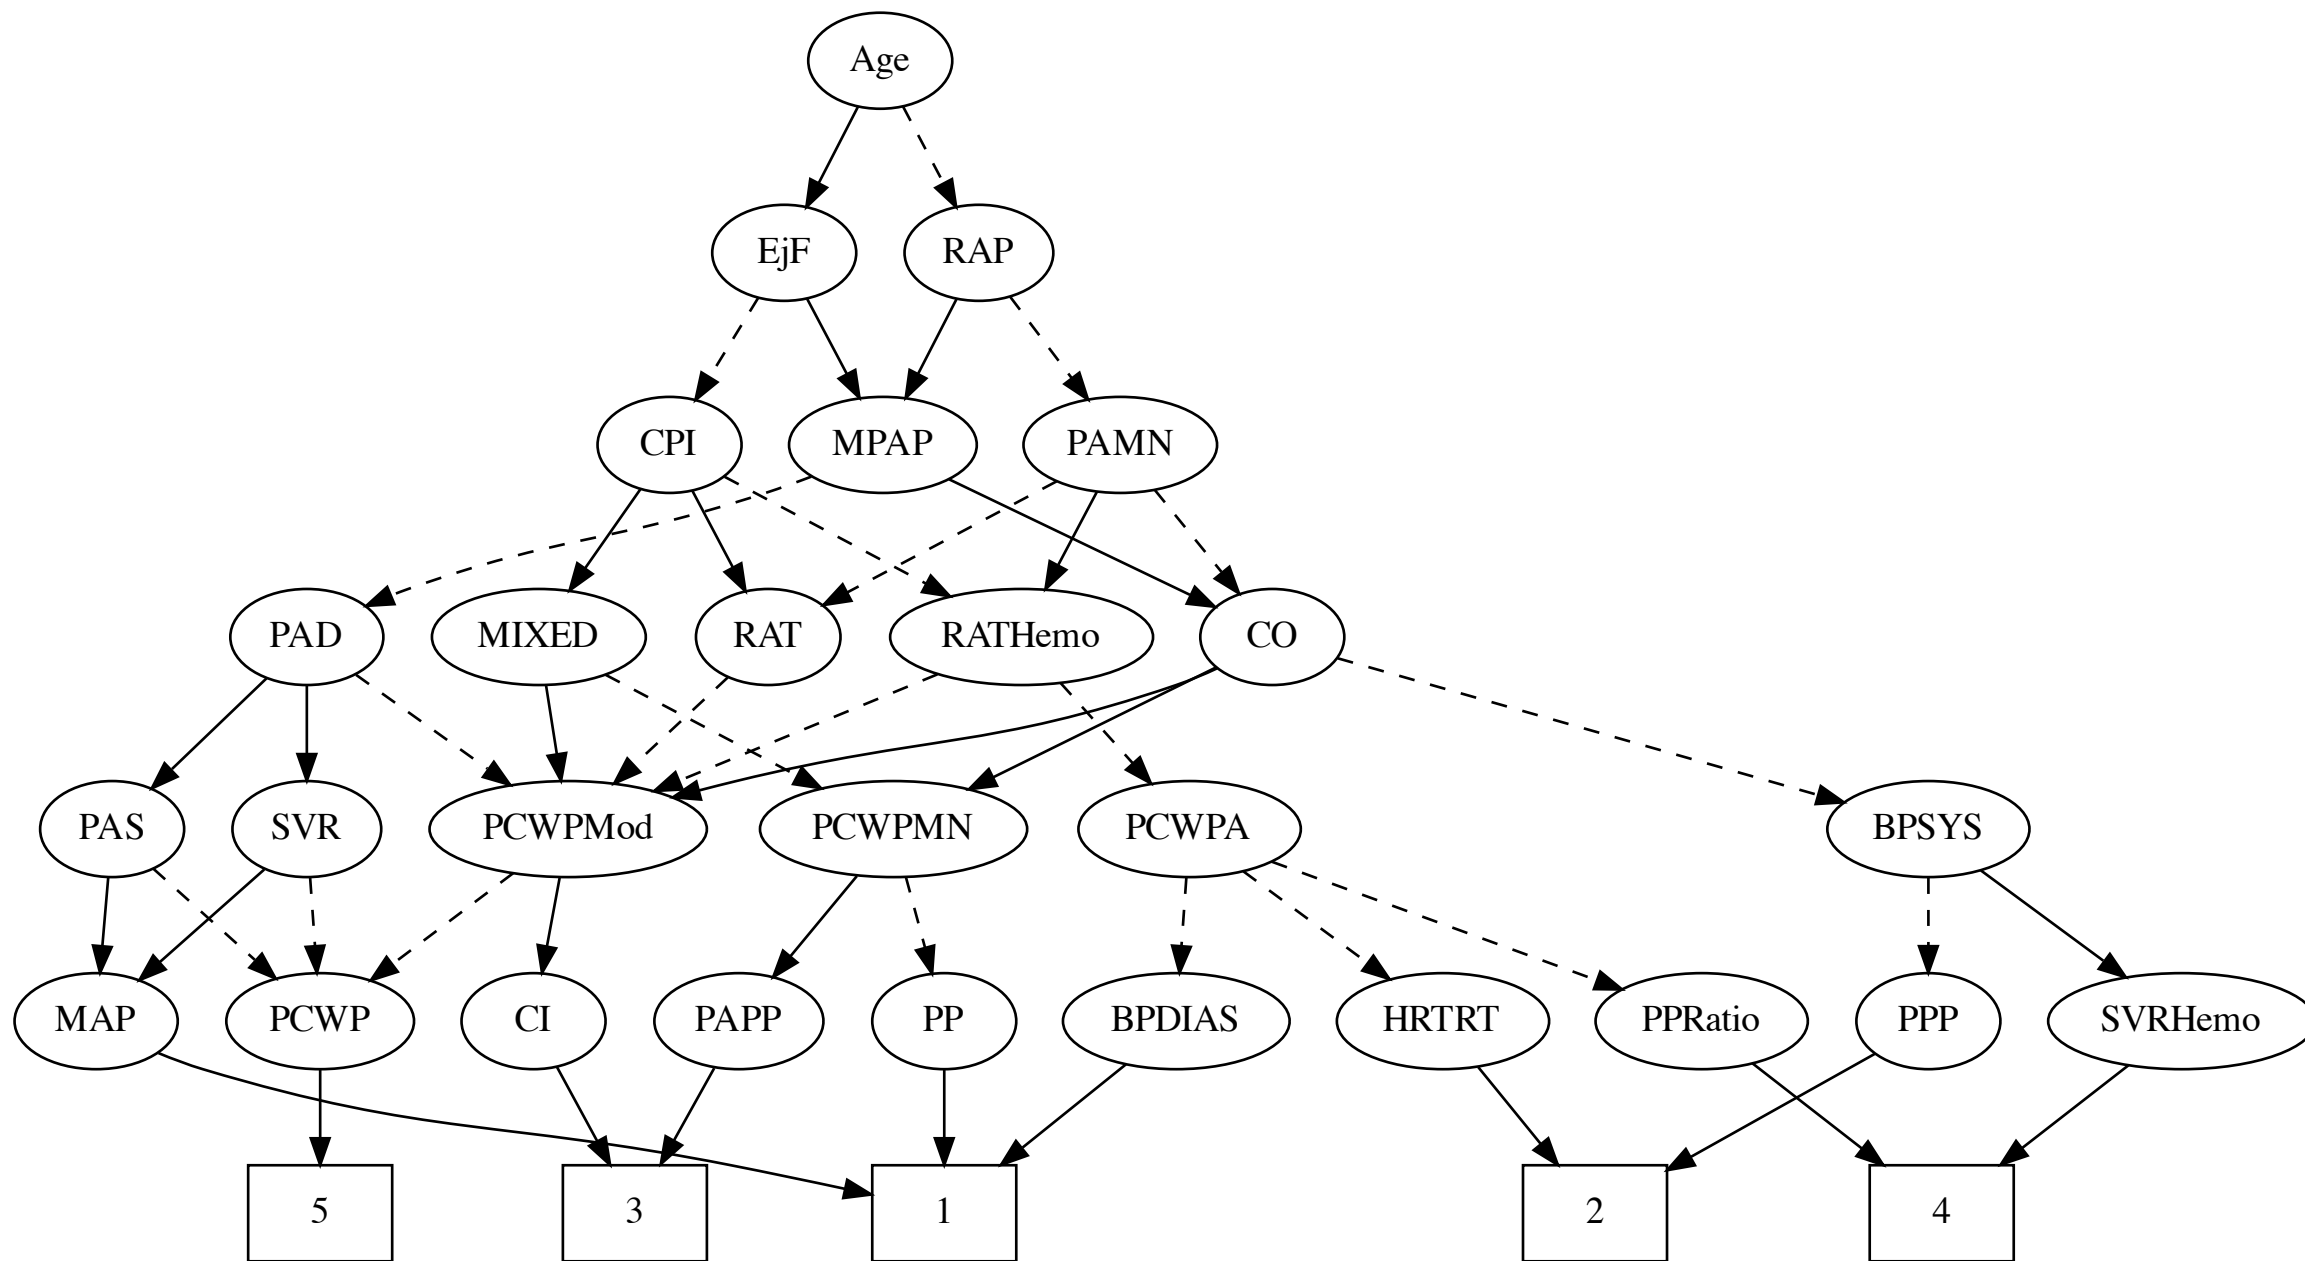 Age
EjF
RAP
CPI
MPAP
PAMN
PAD
MIXED
RAT
RATHemo
CO
PAS
SVR
PCWPMod
PCWPMN
PCWPA
BPSYS
MAP
PCWP
CI
PAPP
PP
BPDIAS
HRTRT
PPRatio
PPP
SVRHemo
5
3
1
2
4